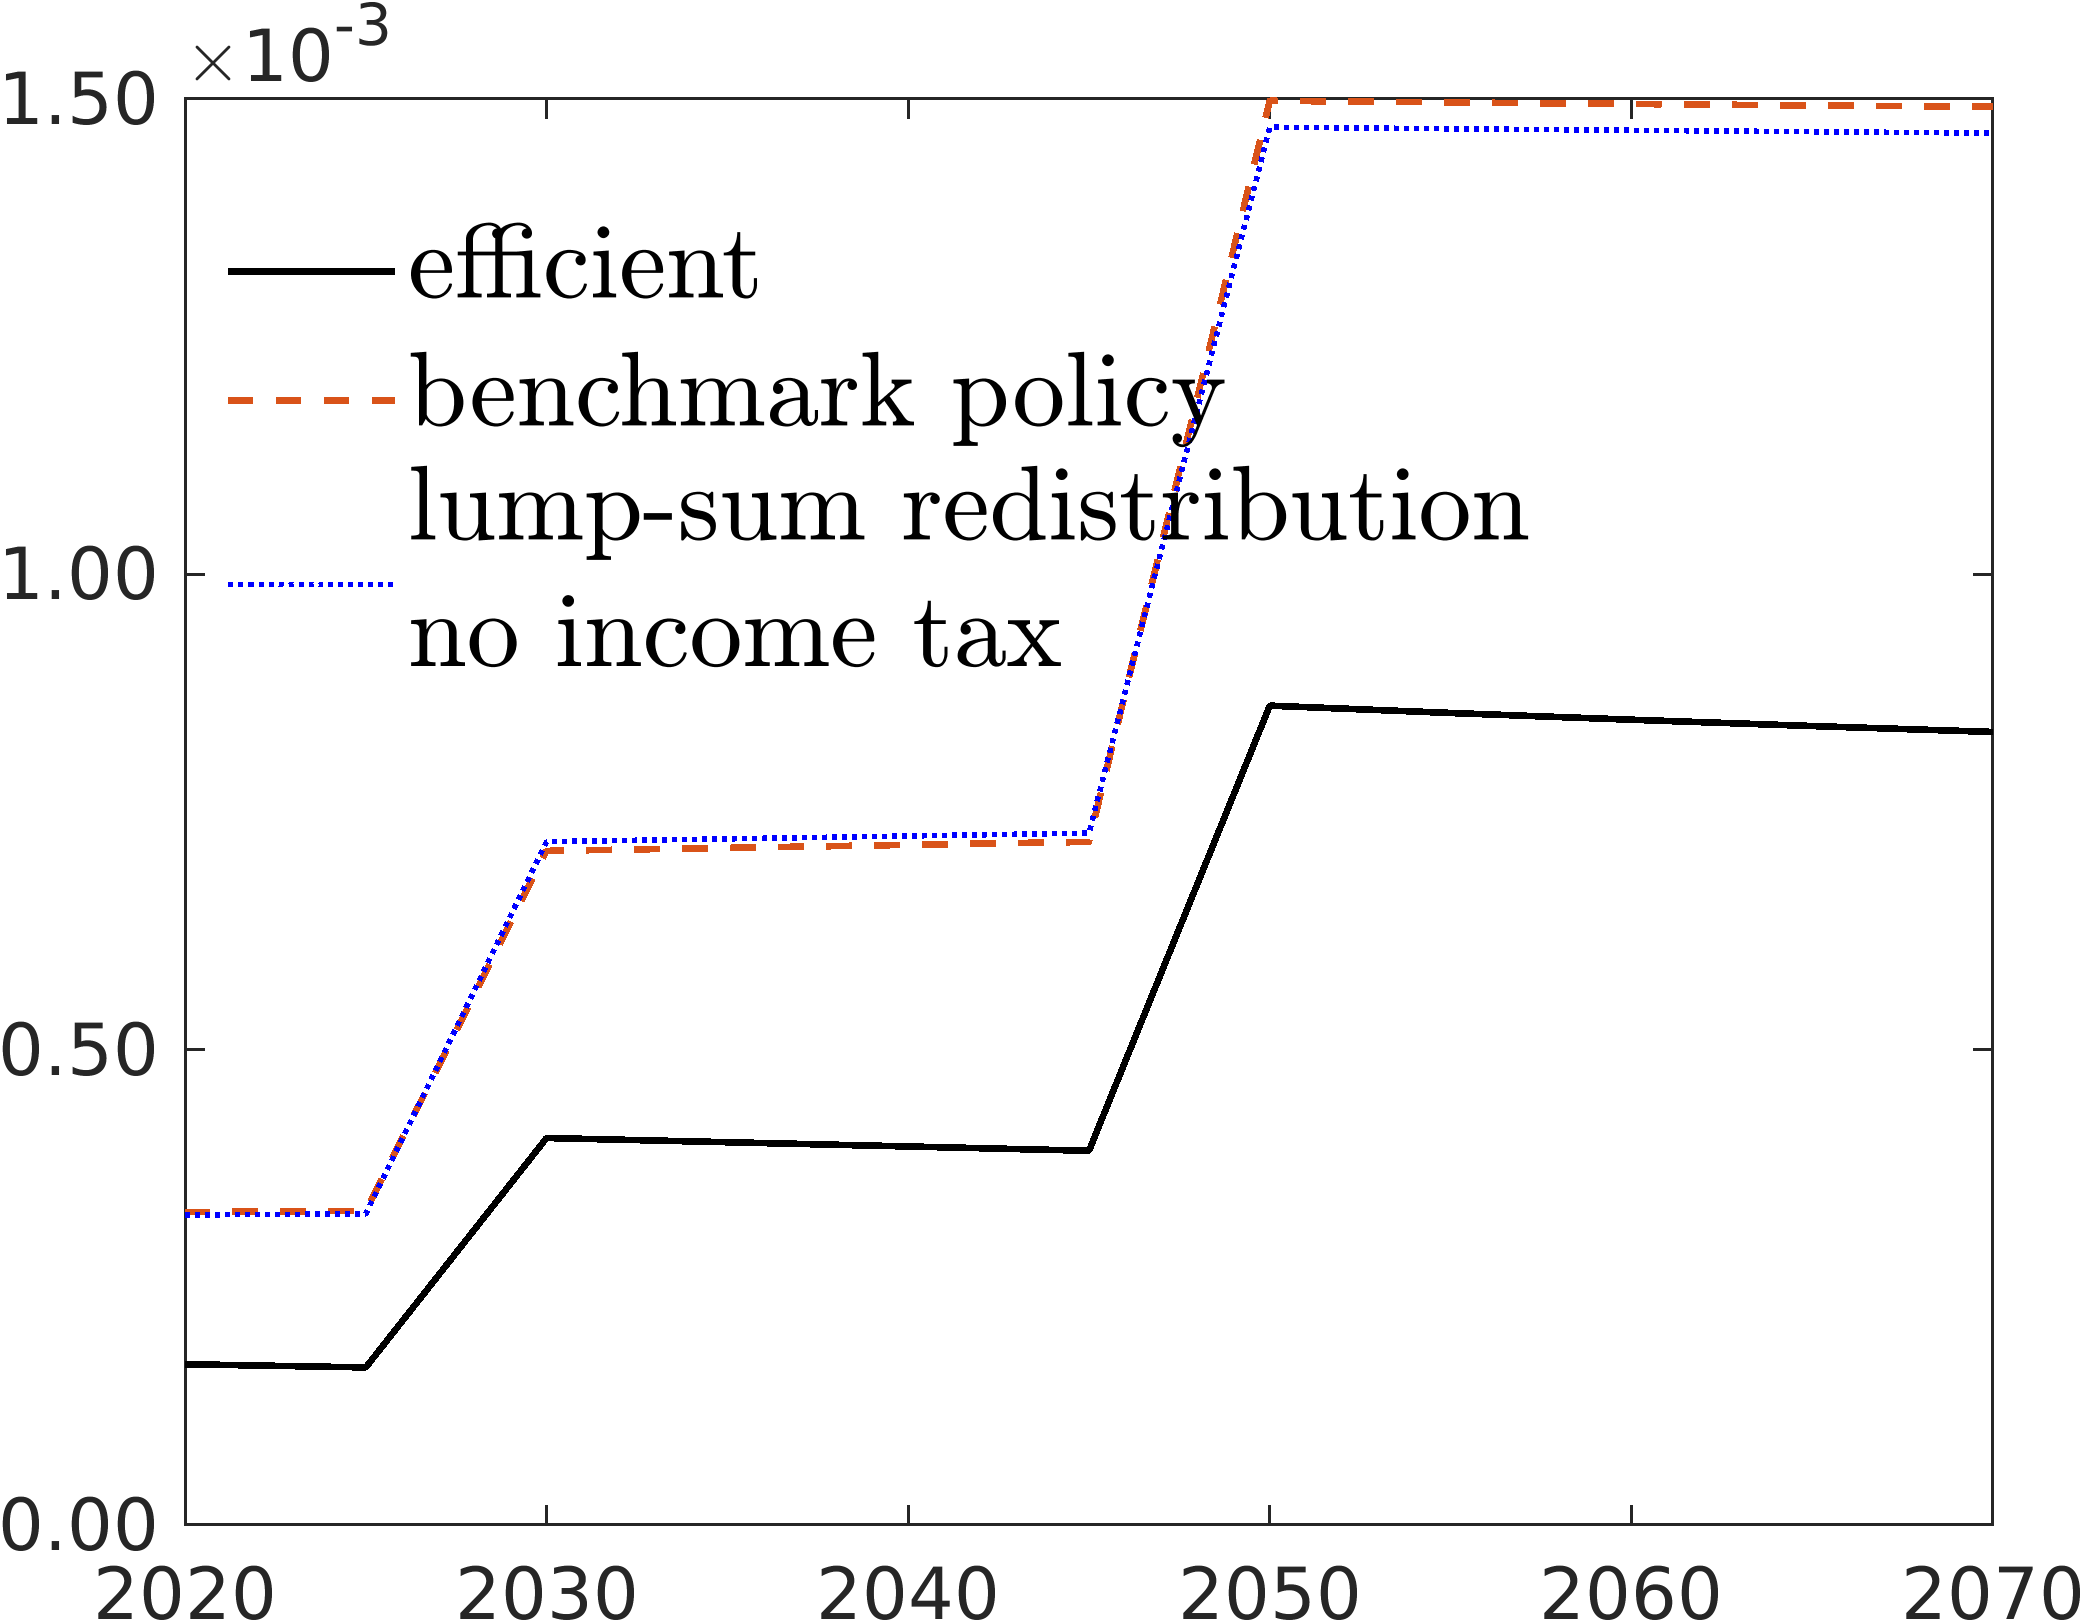 ×10-3
1.50
1.00
0.50
0.00
efficient
benchmark policy
lump-sum redistribution
no income tax
2020 2030 2040 2050 2060 2070